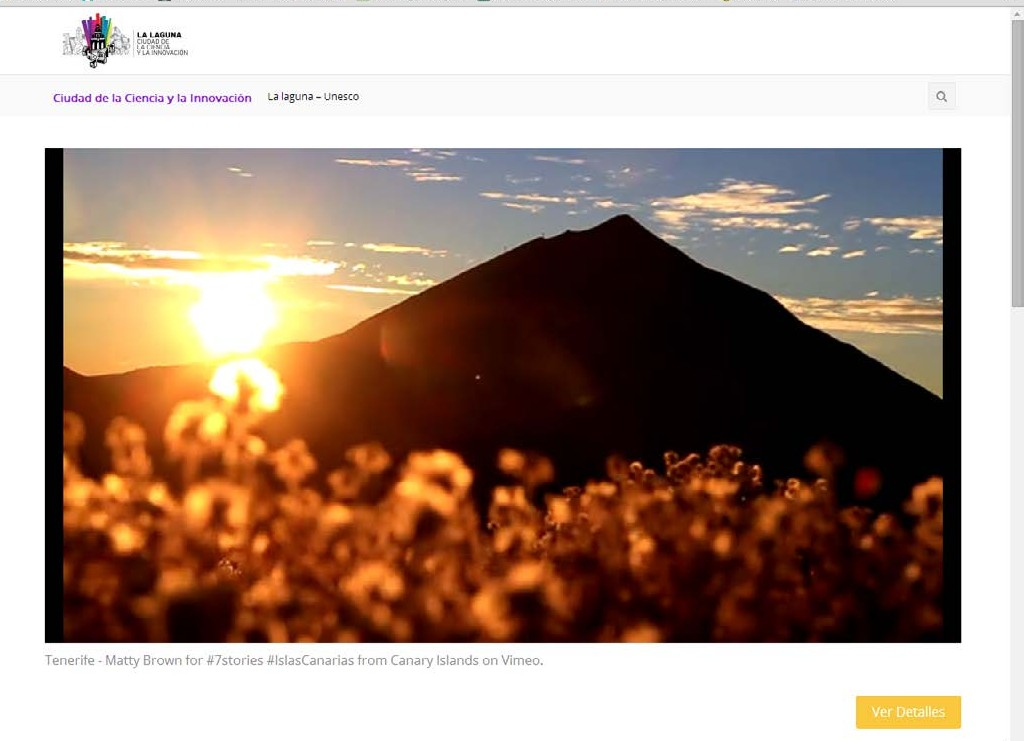 LA LAGUNA
CIUDAD DE
LA CIENCIA
Y LA INNOVACIÓN
Ciudad de la Ciencia y la Innovación
La laguna – Unesco
Tenerife - Matty Brown for #7stories #IslasCanarias from Canary Islands on Vimeo.
Ver Detalles